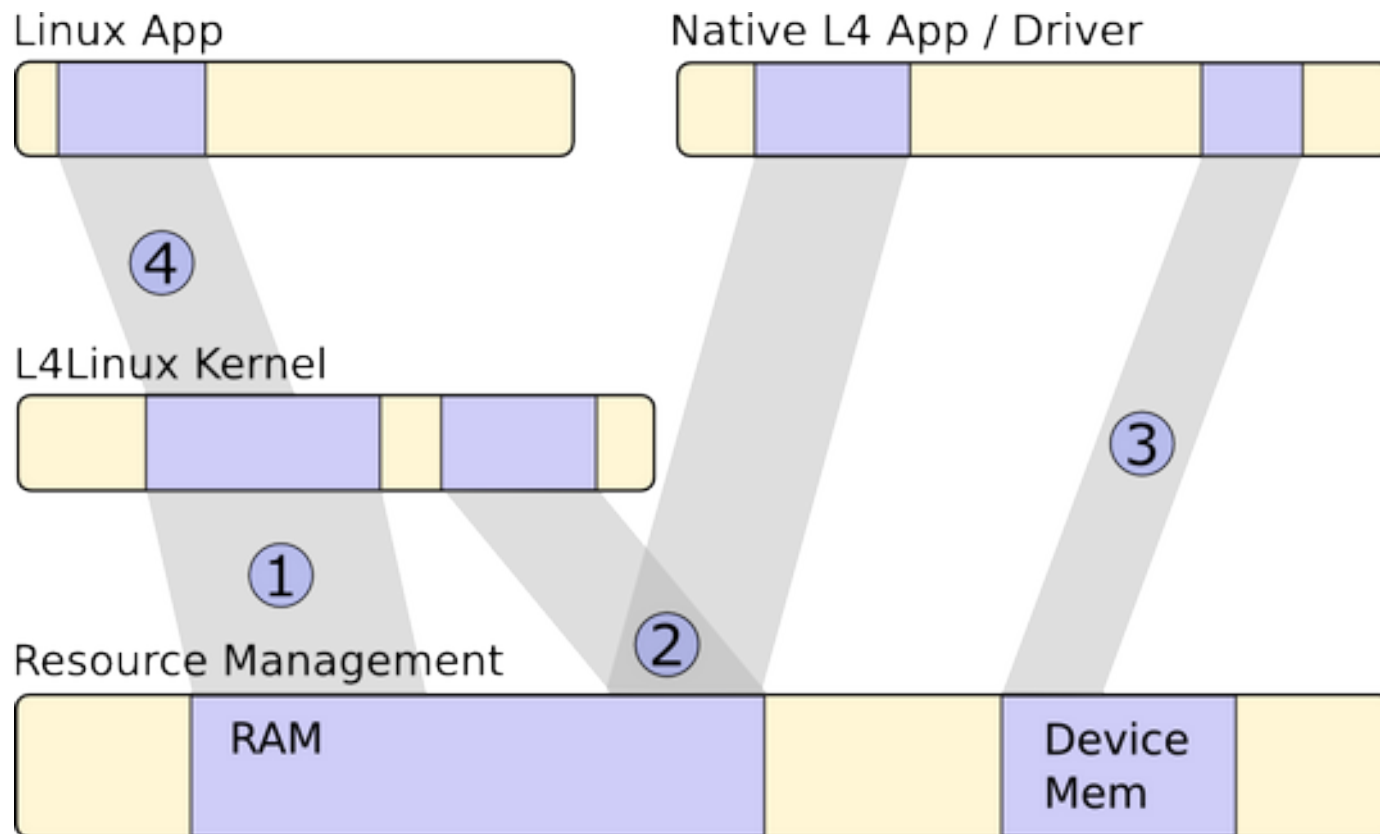 Linux App
Native L4 App / Driver
4
L4Linux Kernel
3
1
2
Resource Management
RAM
Device
Mem